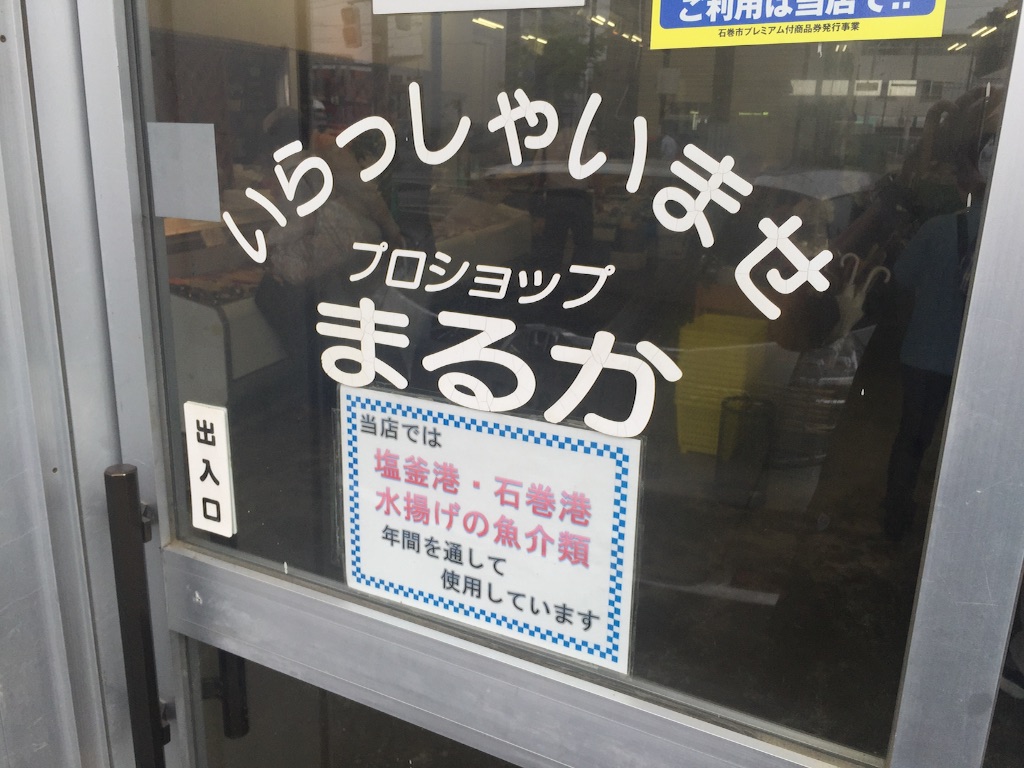 ご利用は当店で!!
石巻市プレミアム付商品券発行事業
いらっしゃいませ
プロショップ
まるか
出入口
当店では
塩釜港・石巻港
水揚げの魚介類
年間を通して
使用しています